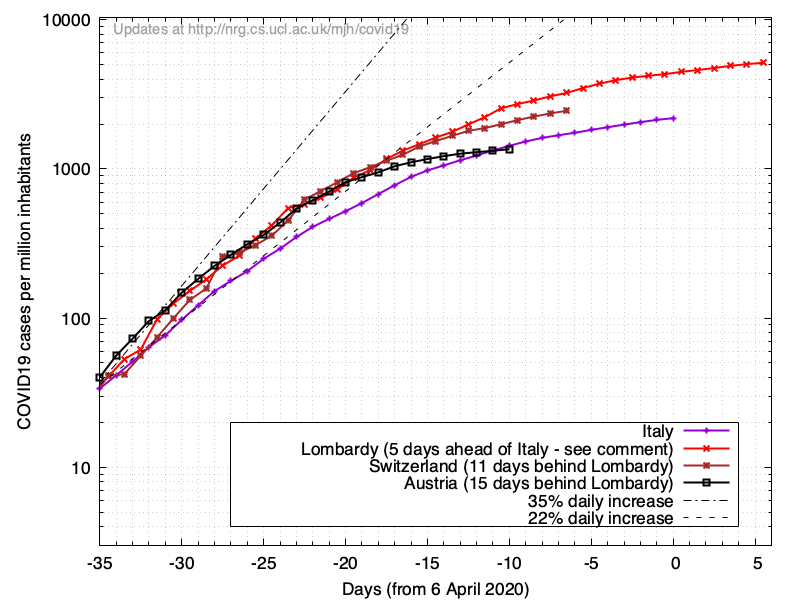 Updates at http://nrg.cs.ucl.ac.uk/mjh/covid19
COVID19 cases per million inhabitants
10000
1000
100
10
Italy
Lombardy (5 days ahead of Italy - see comment)
Switzerland (11 days behind Lombardy)
Austria (15 days behind Lombardy)
35% daily increase
22% daily increase
-35 -30 -25 -20 -15 -10 -5 0 5
Days (from 6 April 2020)